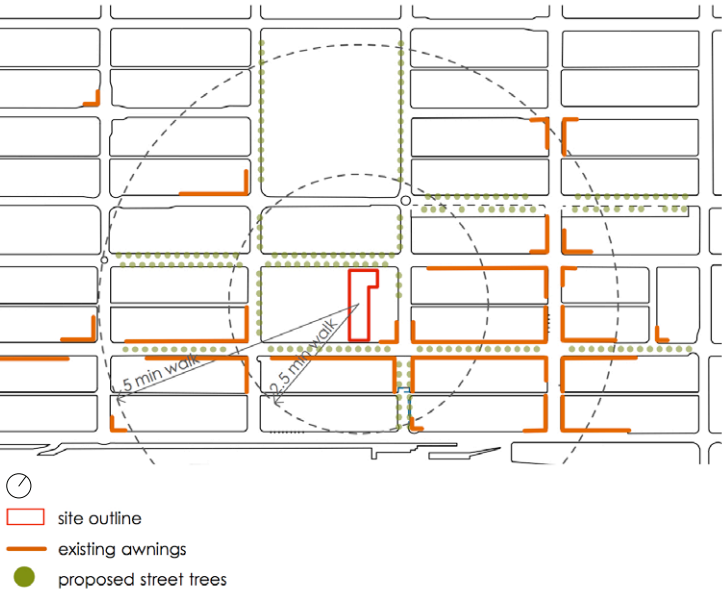 5 min walk
2.5 min walk
site outline
existing awnings
proposed street trees